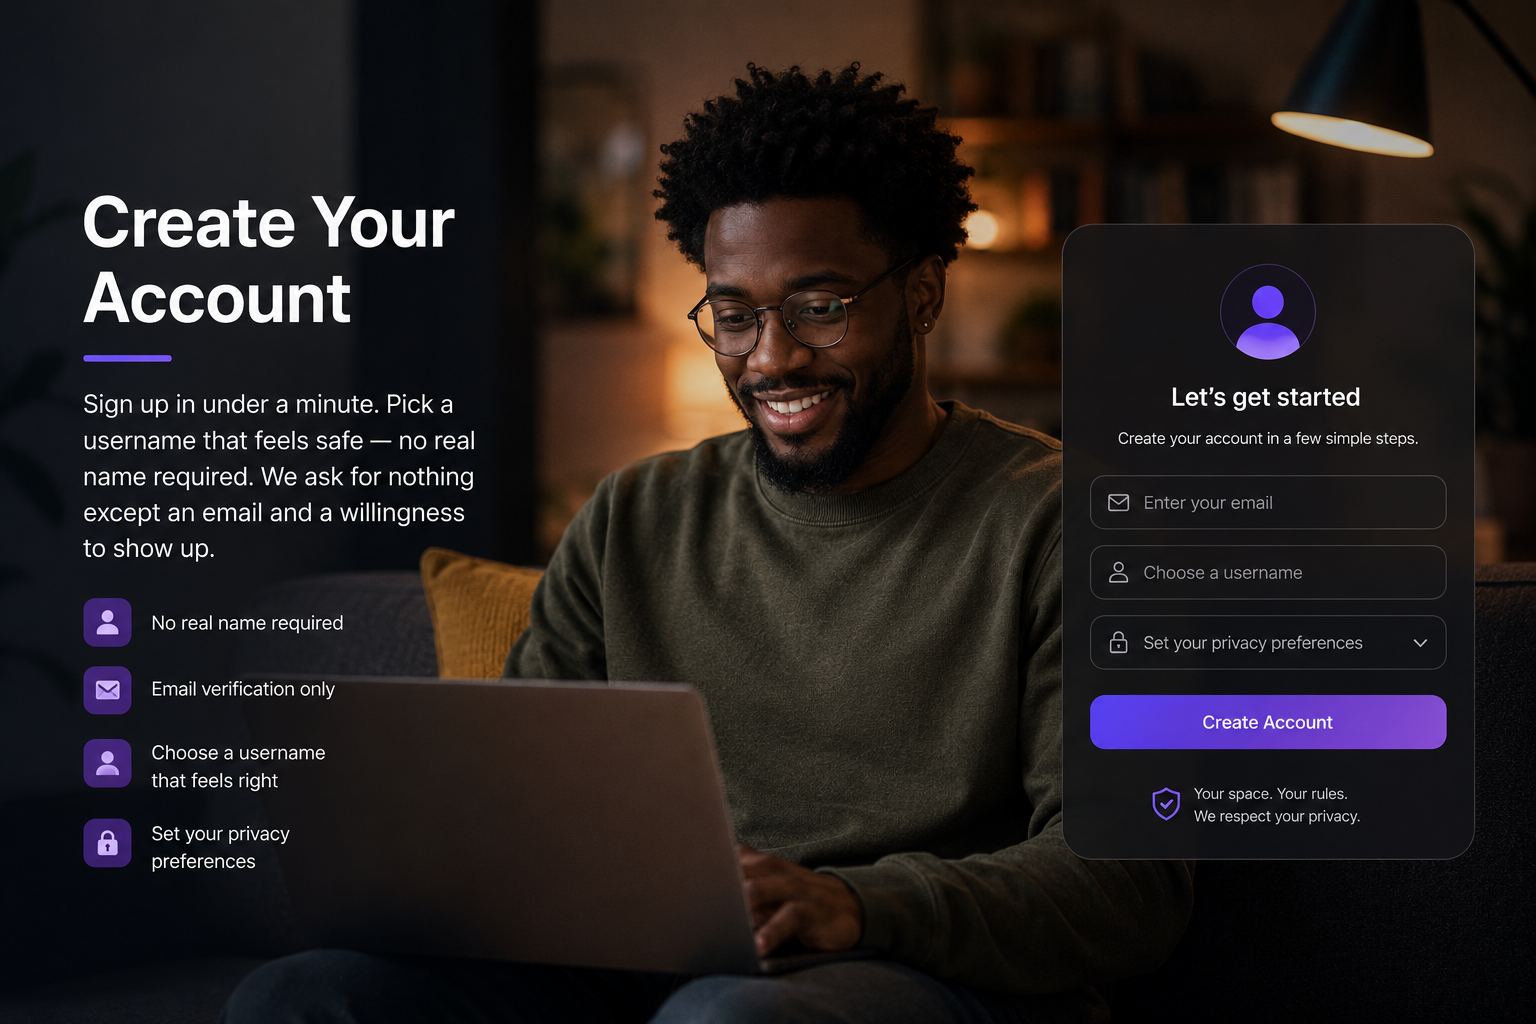 Create Your
Account
Sign up in under a minute. Pick a
username that feels safe — no real
name required. We ask for nothing
except an email and a willingness
to show up.
No real name required
Email verification only
Choose a username
that feels right
Set your privacy
preferences
Let’s get started
Create your account in a few simple steps.
Enter your email
Choose a username
Set your privacy preferences
Create Account
Your space. Your rules.
We respect your privacy.